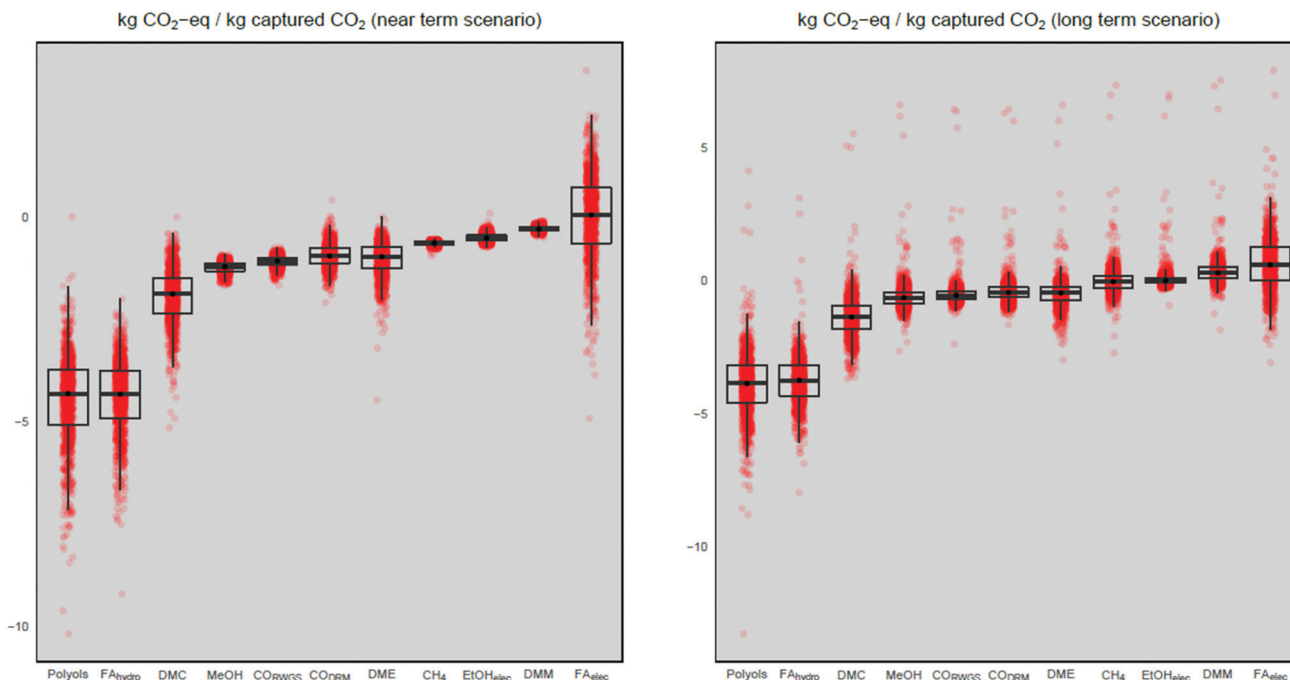 kg CO₂−eq / kg captured CO₂ (near term scenario)
0
−5
−10
Polyols FAhydro DMC MeOH CORWGS CODRM DME CH₄ EtOHelec DMM FAelec
kg CO₂−eq / kg captured CO₂ (long term scenario)
5
0
−5
−10
Polyols FAhydro DMC MeOH CORWGS CODRM DME CH₄ EtOHelec DMM FAelec